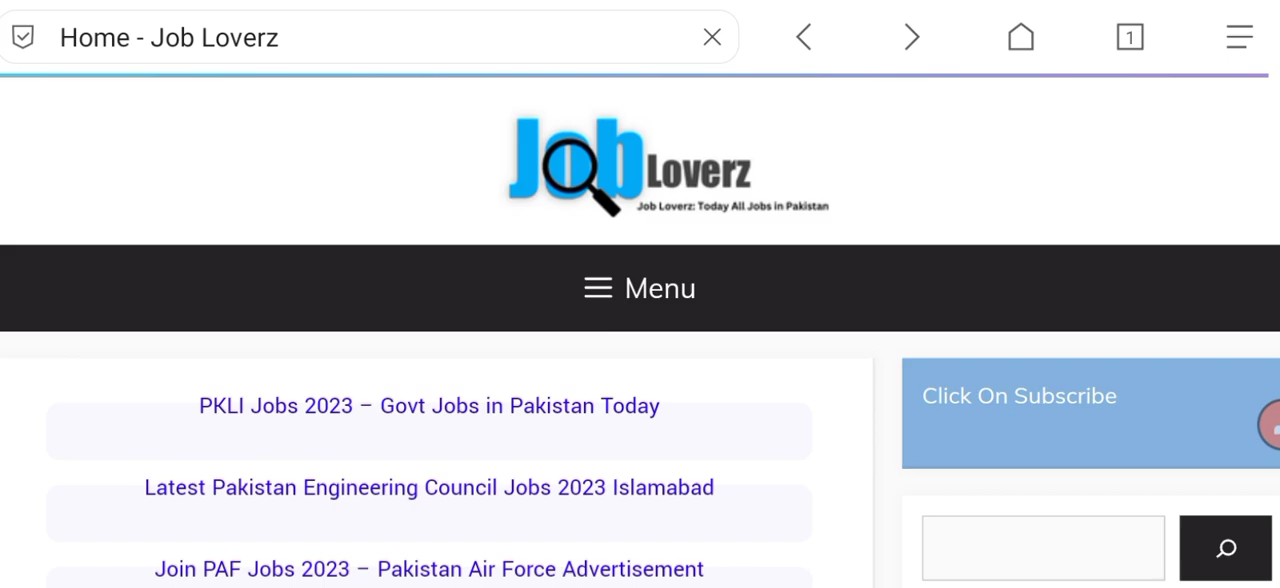 Home - Job Loverz
1
Job Loverz
Job Loverz: Today All Jobs in Pakistan
Menu
PKLI Jobs 2023 – Govt Jobs in Pakistan Today
Click On Subscribe
Latest Pakistan Engineering Council Jobs 2023 Islamabad
Join PAF Jobs 2023 – Pakistan Air Force Advertisement